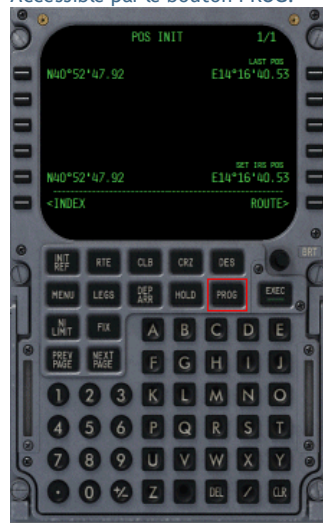 Accessible par le bouton PROG.
POS INIT 1/1
LAST POS
N40°52'47.92 E14°16'40.53
SET IRS POS
N40°52'47.92 E14°16'40.53
<INDEX ROUTE>
BRT
INIT REF RTE CLB CRZ DES
MENU LEGS DEP ARR HOLD PROG EXEC
N1 LIMIT FIX A B C D E
PREV PAGE NEXT PAGE F G H I J
1 2 3 K L M N O
4 5 6 P Q R S T
7 8 9 U V W X Y
. 0 +/- Z DEL / CLR